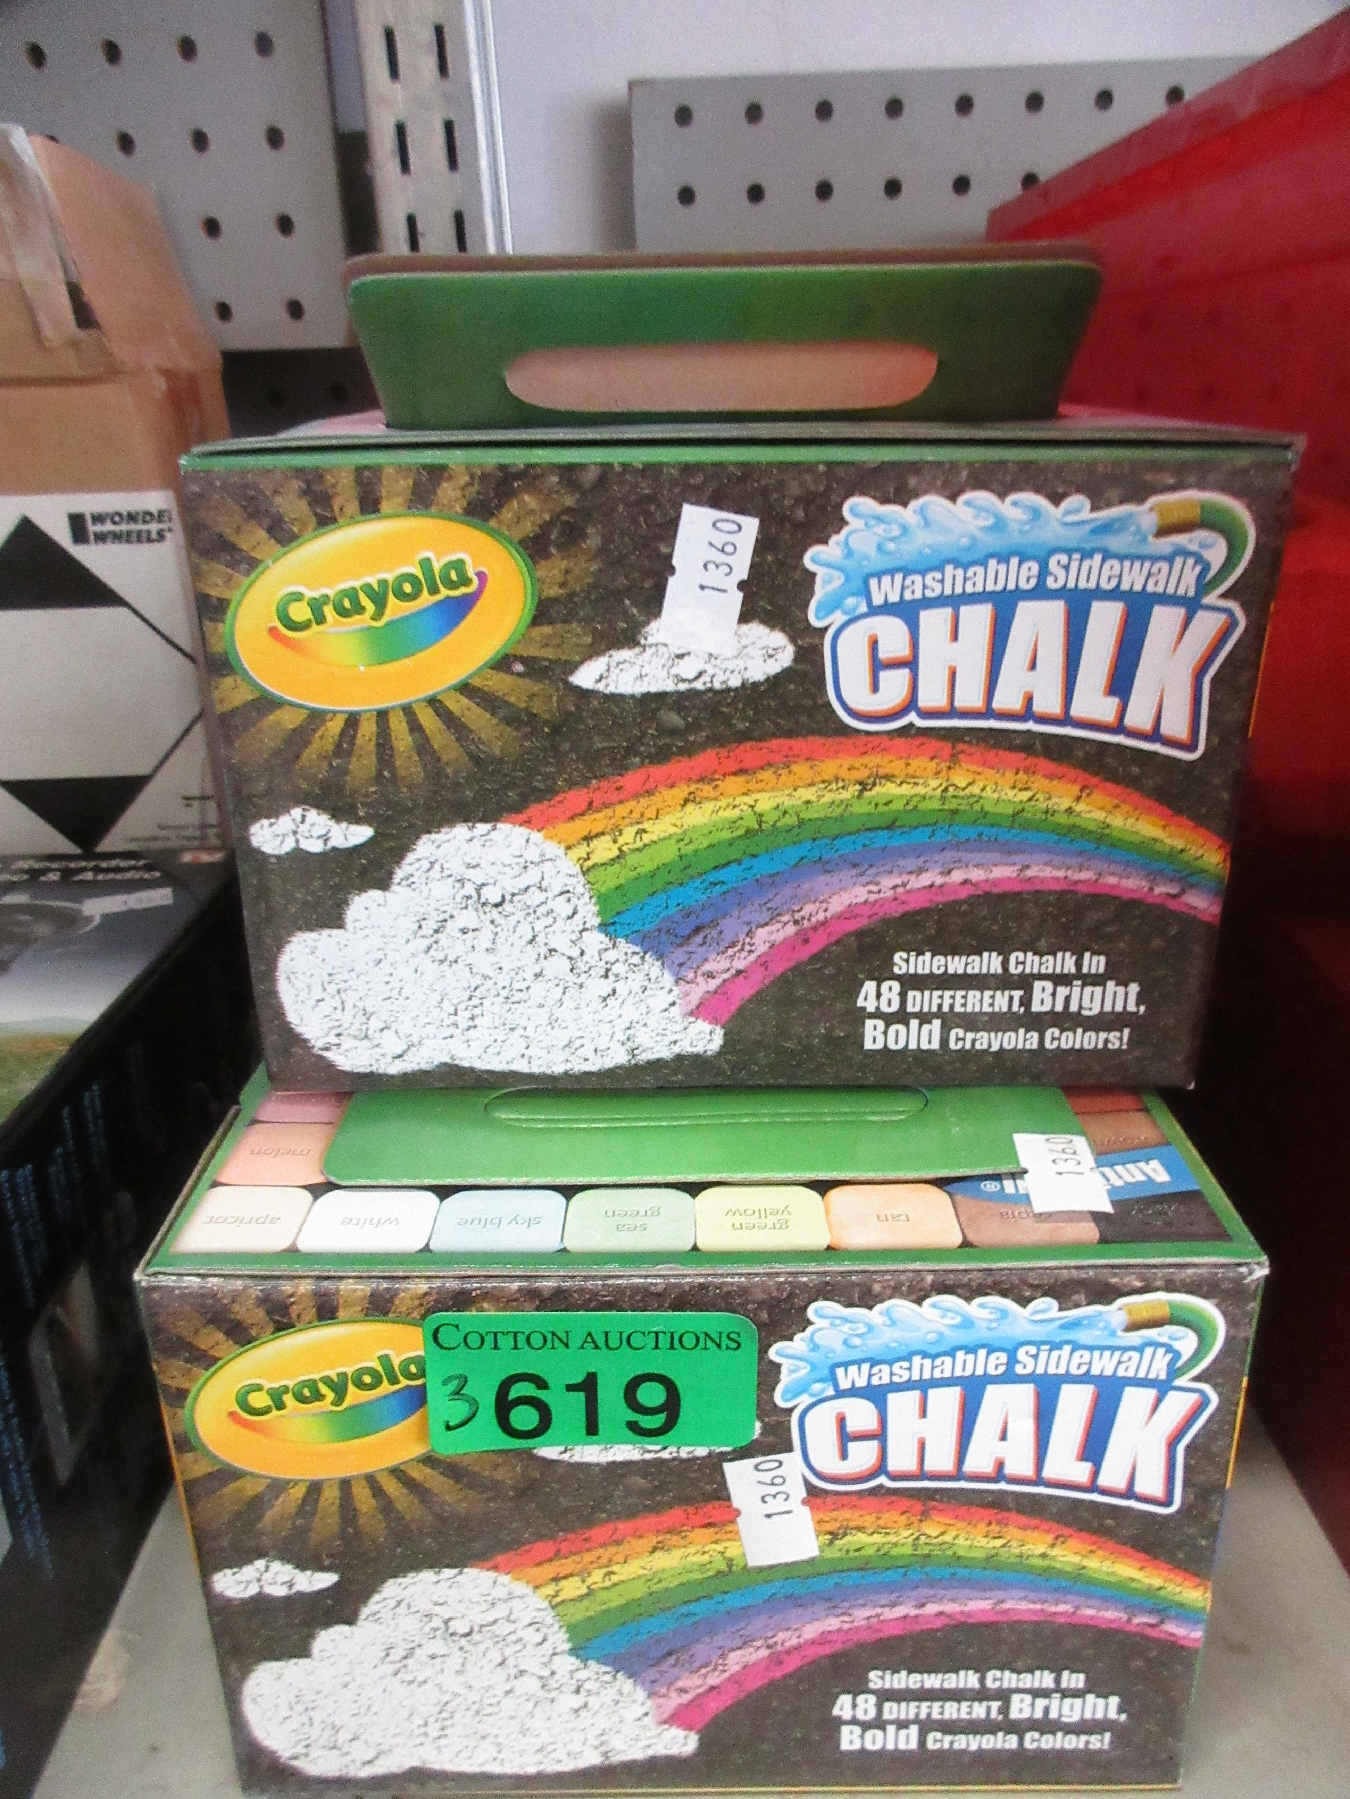 WONDE
WHEELS
Crayola
1360
Washable Sidewalk
CHALK
Sidewalk Chalk In
48 DIFFERENT, Bright,
Bold Crayola Colors!
& Audio
melon
apricot
white
sky blue
sea
green
green
yellow
tan
1360
Crayola
COTTON AUCTIONS
3619
1360
Washable Sidewalk
CHALK
Sidewalk Chalk In
48 DIFFERENT, Bright,
Bold Crayola Colors!